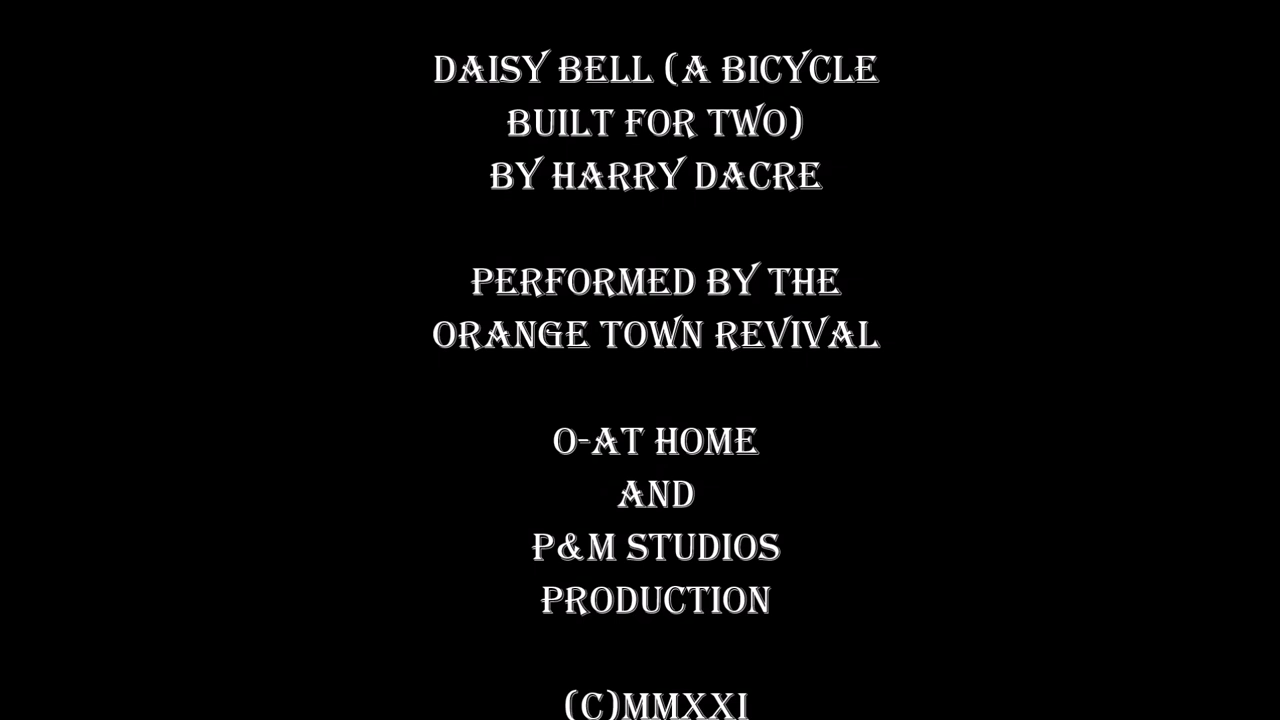 DAISY BELL (A BICYCLE
BUILT FOR TWO)
BY HARRY DACRE
PERFORMED BY THE
ORANGE TOWN REVIVAL
O-AT HOME
AND
P&M STUDIOS
PRODUCTION
(C)MMXXI